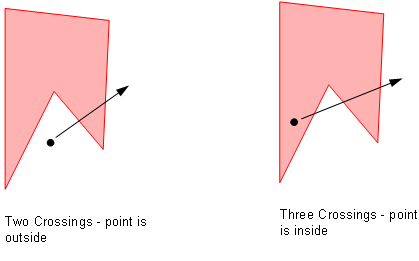 Two Crossings - point is
outside
Three Crossings - point
is inside